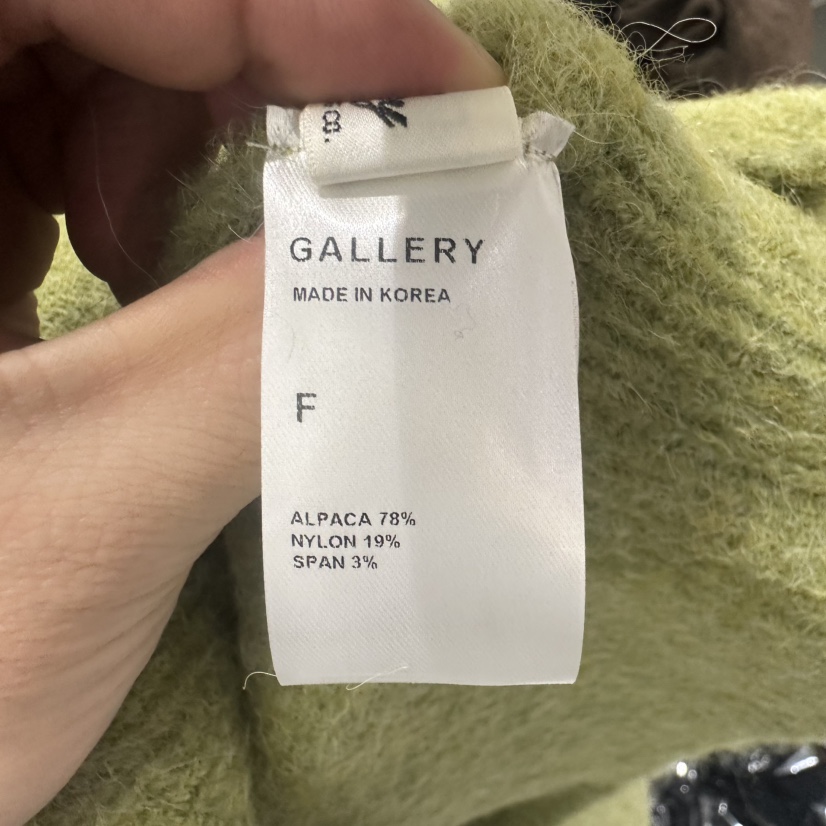 GALLERY
MADE IN KOREA
F
ALPACA 78%
NYLON 19%
SPAN 3%